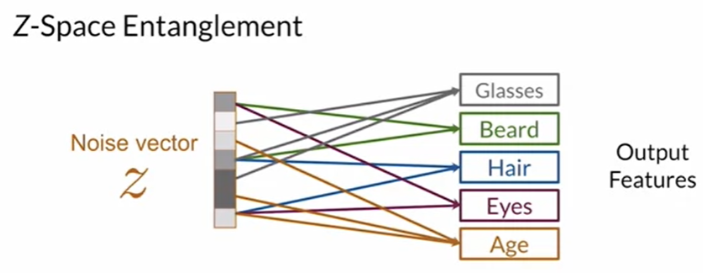 Z-Space Entanglement
Noise vector
z
Glasses
Beard
Hair
Eyes
Age
Output
Features